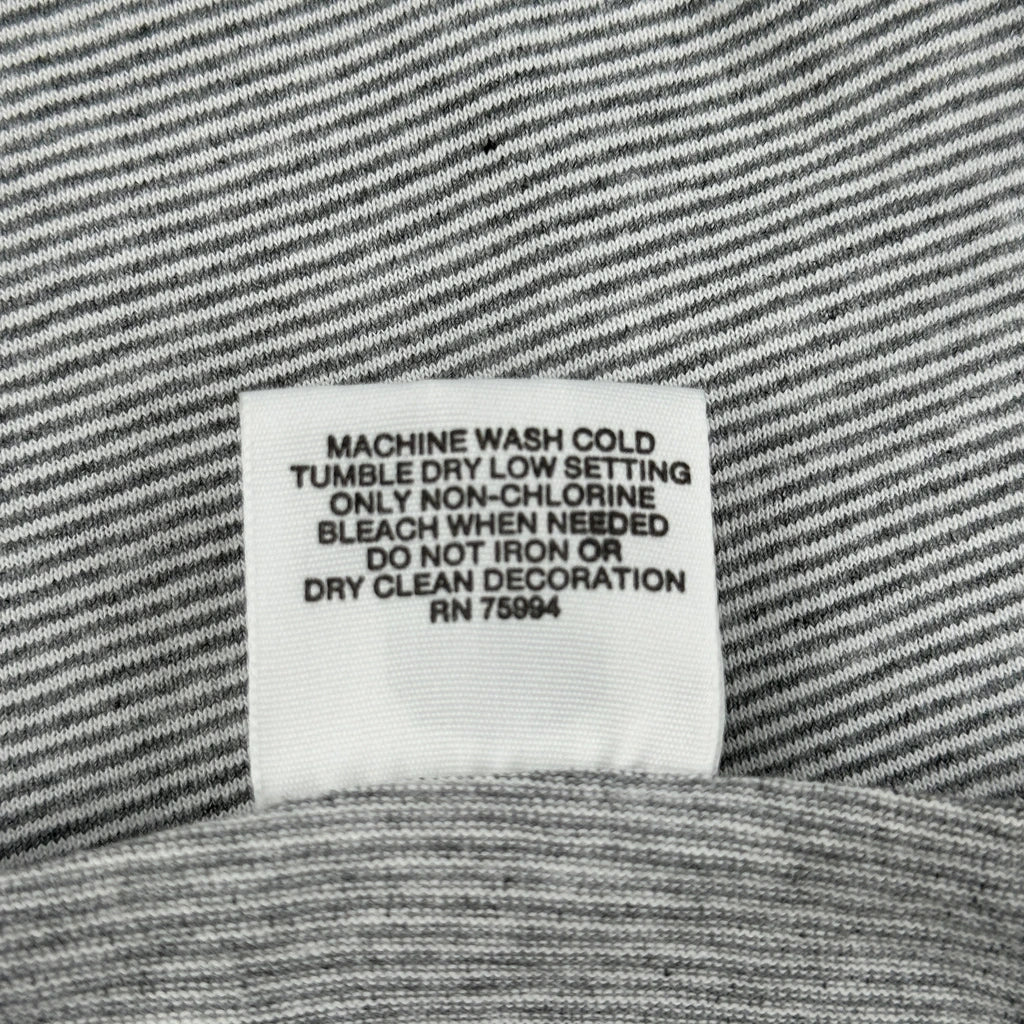 MACHINE WASH COLD
TUMBLE DRY LOW SETTING
ONLY NON-CHLORINE
BLEACH WHEN NEEDED
DO NOT IRON OR
DRY CLEAN DECORATION
RN 75994